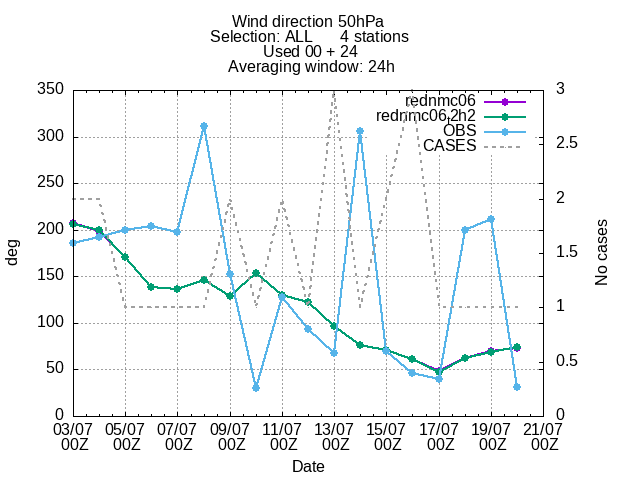 Wind direction 50hPa
Selection: ALL 4 stations
Used 00 + 24
Averaging window: 24h
rednmc06
rednmc06.2h2
OBS
CASES
350
300
250
200
150
100
50
0
3
2.5
2
1.5
1
0.5
0
deg
No cases
03/07 05/07 07/07 09/07 11/07 13/07 15/07 17/07 19/07 21/07
00Z 00Z 00Z 00Z 00Z 00Z 00Z 00Z 00Z 00Z
Date